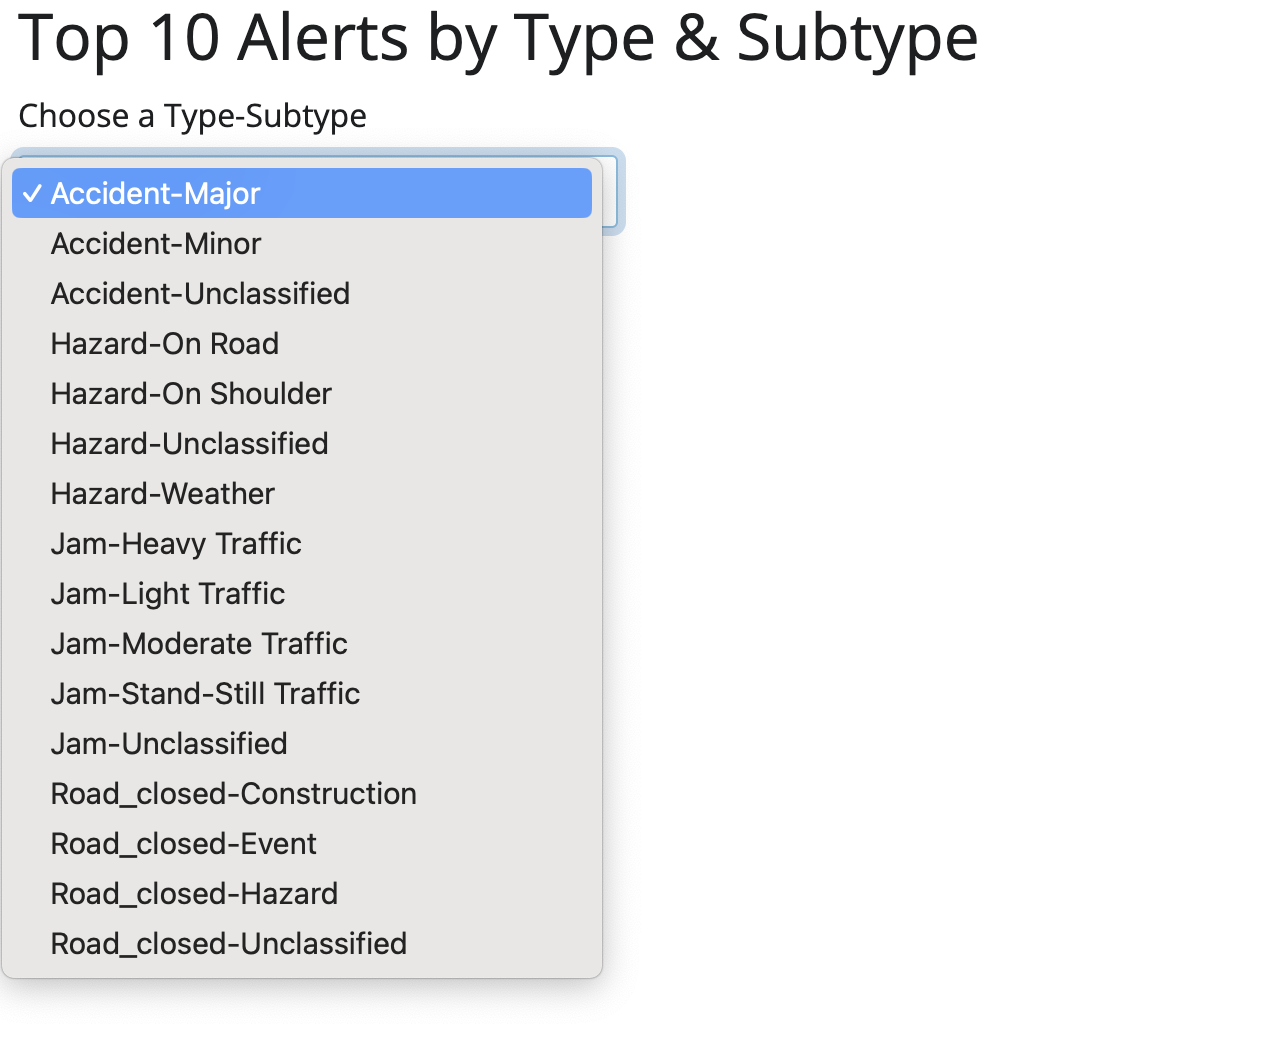 Top 10 Alerts by Type & Subtype
Choose a Type-Subtype
✓ Accident-Major
Accident-Minor
Accident-Unclassified
Hazard-On Road
Hazard-On Shoulder
Hazard-Unclassified
Hazard-Weather
Jam-Heavy Traffic
Jam-Light Traffic
Jam-Moderate Traffic
Jam-Stand-Still Traffic
Jam-Unclassified
Road_closed-Construction
Road_closed-Event
Road_closed-Hazard
Road_closed-Unclassified